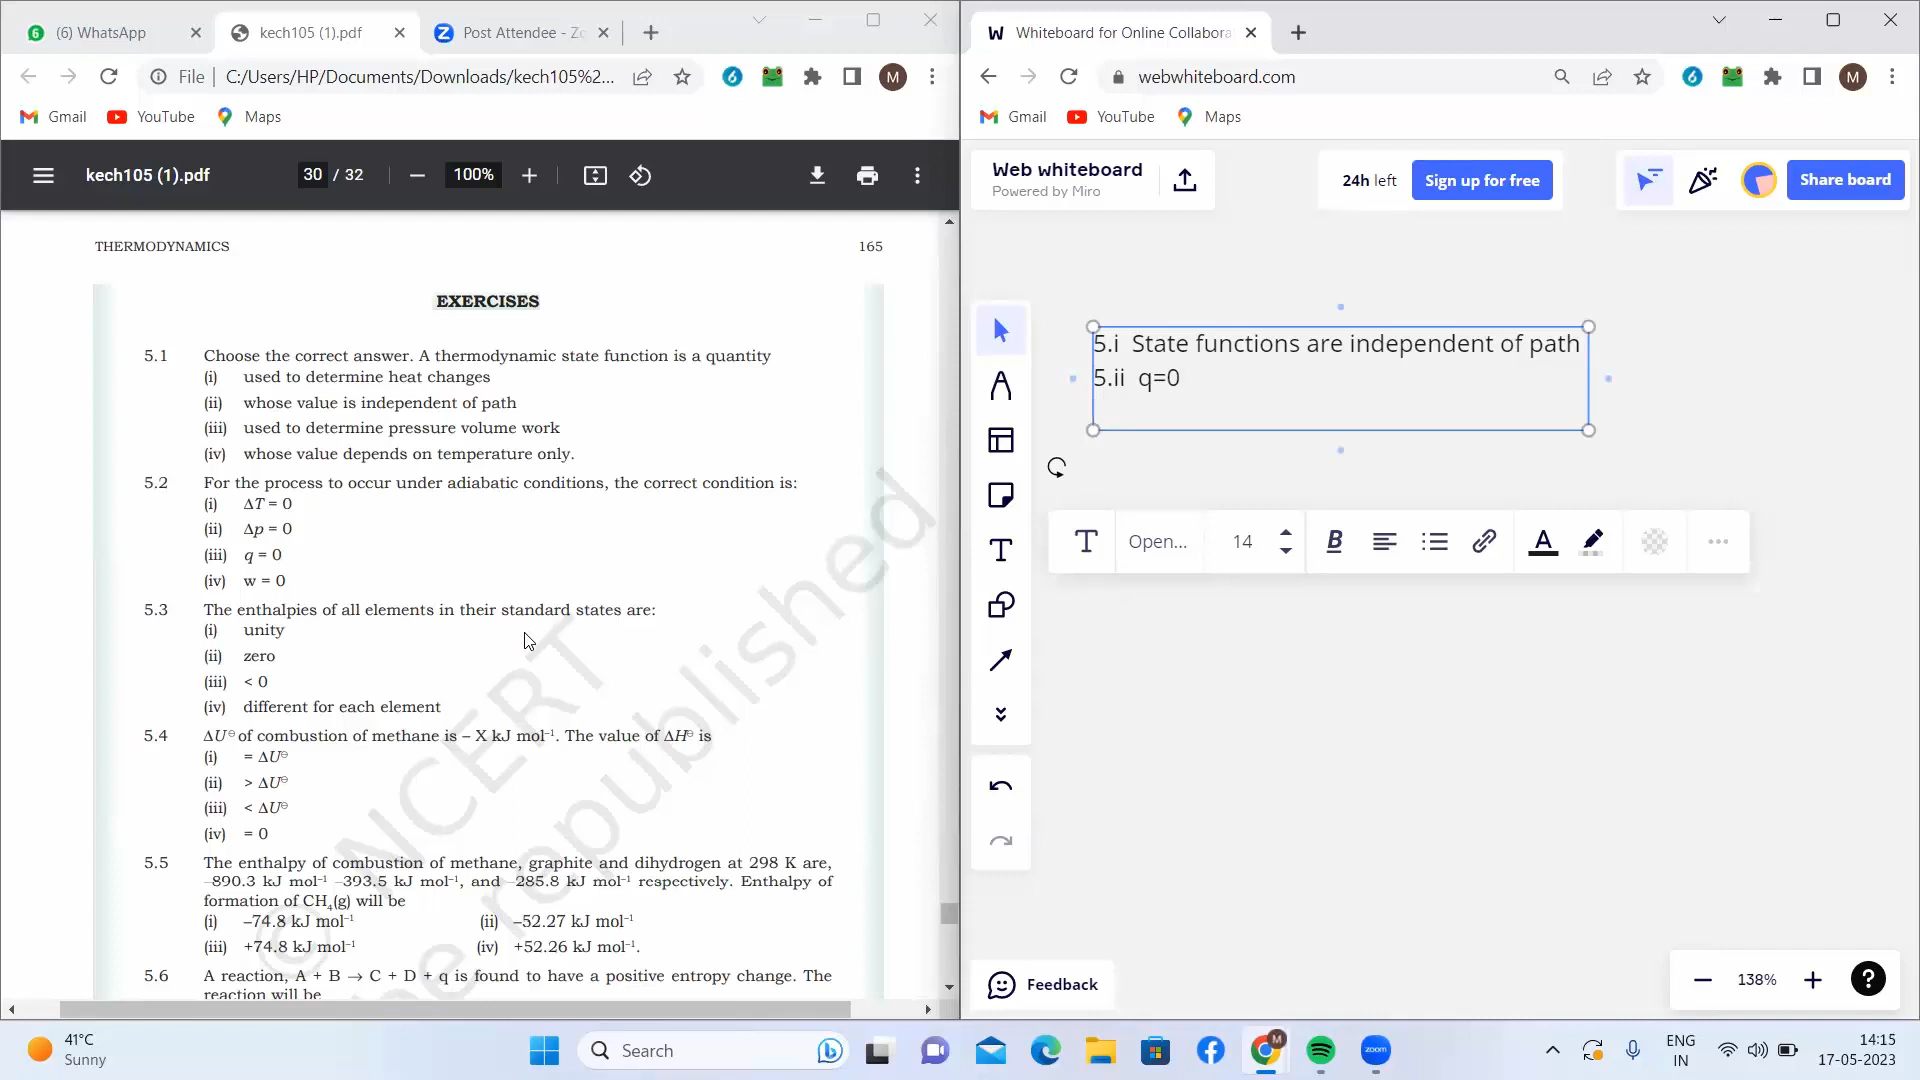 (6) WhatsApp
kech105 (1).pdf
Post Attendee - Zo
Whiteboard for Online Collabora
File
C:/Users/HP/Documents/Downloads/kech105%2...
M
webwhiteboard.com
M
Gmail
YouTube
Maps
Gmail
YouTube
Maps
kech105 (1).pdf
30 / 32
100%
Web whiteboard
Powered by Miro
24h left
Sign up for free
Share board
THERMODYNAMICS
165
EXERCISES
5.1 Choose the correct answer. A thermodynamic state function is a quantity
(i) used to determine heat changes
(ii) whose value is independent of path
(iii) used to determine pressure volume work
(iv) whose value depends on temperature only.
5.2 For the process to occur under adiabatic conditions, the correct condition is:
(i) ΔT = 0
(ii) Δp = 0
(iii) q = 0
(iv) w = 0
5.3 The enthalpies of all elements in their standard states are:
(i) unity
(ii) zero
(iii) < 0
(iv) different for each element
5.4 ΔU⊖ of combustion of methane is – X kJ mol⁻¹. The value of ΔH⊖ is
(i) = ΔU⊖
(ii) > ΔU⊖
(iii) < ΔU⊖
(iv) = 0
5.5 The enthalpy of combustion of methane, graphite and dihydrogen at 298 K are,
–890.3 kJ mol⁻¹ –393.5 kJ mol⁻¹, and –285.8 kJ mol⁻¹ respectively. Enthalpy of
formation of CH₄(g) will be
(i) –74.8 kJ mol⁻¹ (ii) –52.27 kJ mol⁻¹
(iii) +74.8 kJ mol⁻¹ (iv) +52.26 kJ mol⁻¹.
5.6 A reaction, A + B → C + D + q is found to have a positive entropy change. The
reaction will be
© NCERT
be republished
5.i State functions are independent of path
5.ii q=0
Open...
14
B
A
Feedback
138%
41°C
Sunny
Search
zoom
ENG
IN
14:15
17-05-2023